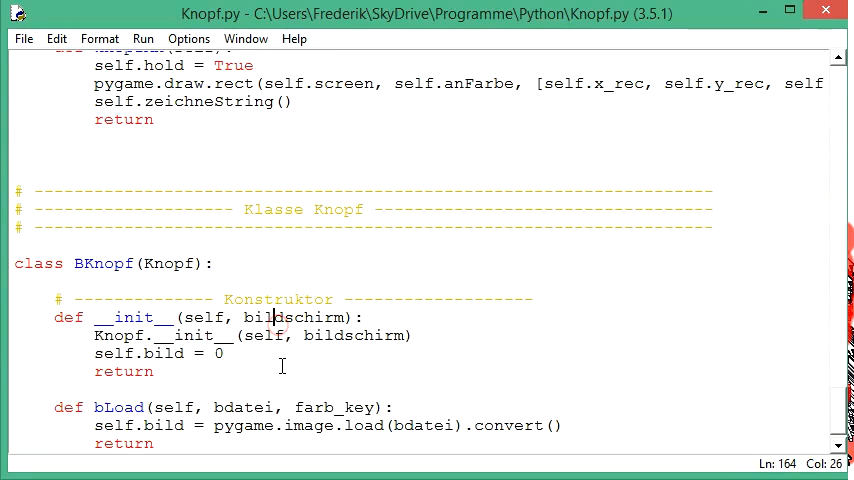 Knopf.py - C:\Users\Frederik\SkyDrive\Programme\Python\Knopf.py (3.5.1)
File Edit Format Run Options Window Help
self.hold = True
pygame.draw.rect(self.screen, self.anFarbe, [self.x_rec, self.y_rec, self
self.zeichneString()
return
# --------------------------------------------------------------------
# -------------------- Klasse Knopf ----------------------------------
# --------------------------------------------------------------------
class BKnopf(Knopf):
# -------------- Konstruktor -------------------
def __init__(self, bildschirm):
Knopf.__init__(self, bildschirm)
self.bild = 0
return
def bLoad(self, bdatei, farb_key):
self.bild = pygame.image.load(bdatei).convert()
return
Ln: 164 Col: 26